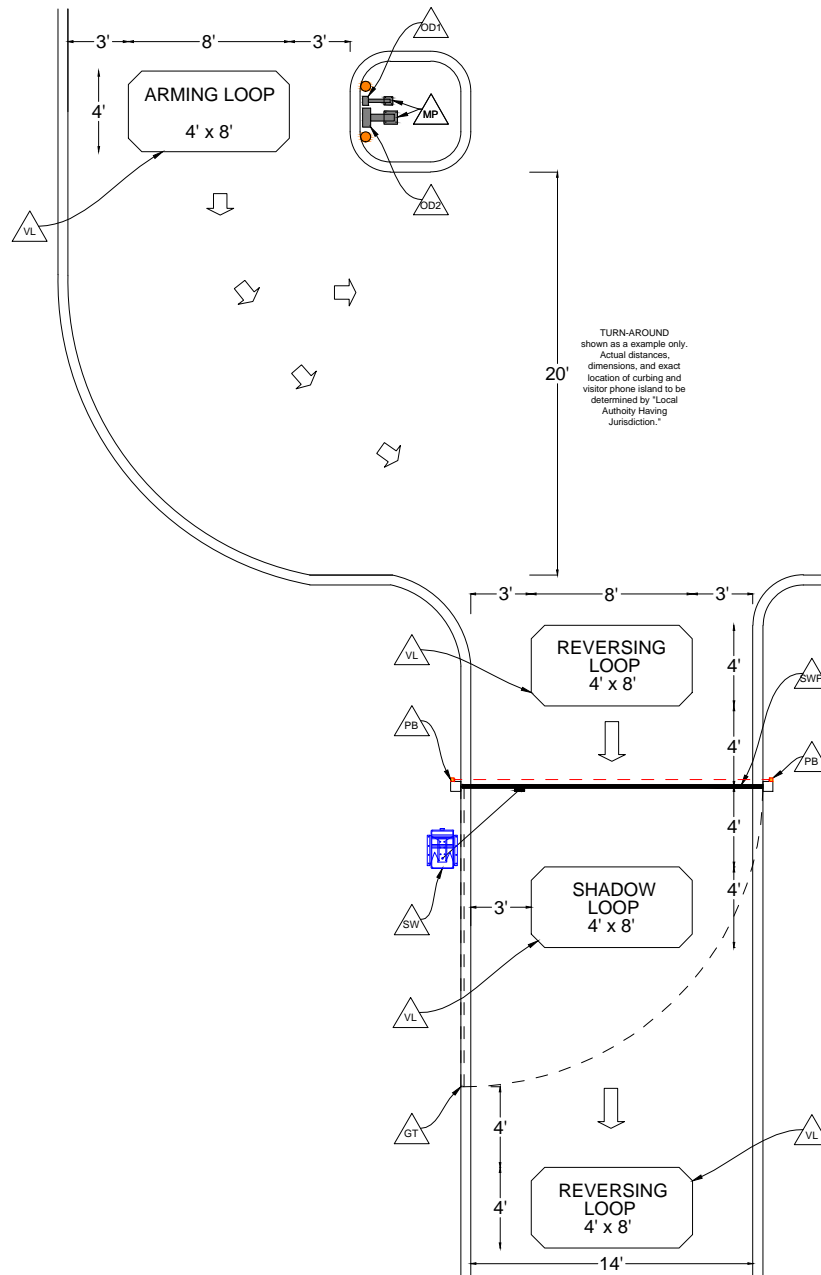 OD1
3'
8'
3'
4'
ARMING LOOP
4' x 8'
MP
OD2
VL
20'
TURN-AROUND
shown as a example only.
Actual distances,
dimensions, and exact
location of curbing and
visitor phone island to be
determined by "Local
Authoity Having
Jurisdiction."
3'
8'
3'
VL
REVERSING
LOOP
4' x 8'
4'
SWP
PB
4'
PB
4'
SW
3'
SHADOW
LOOP
4' x 8'
4'
VL
GT
4'
VL
4'
REVERSING
LOOP
4' x 8'
14'